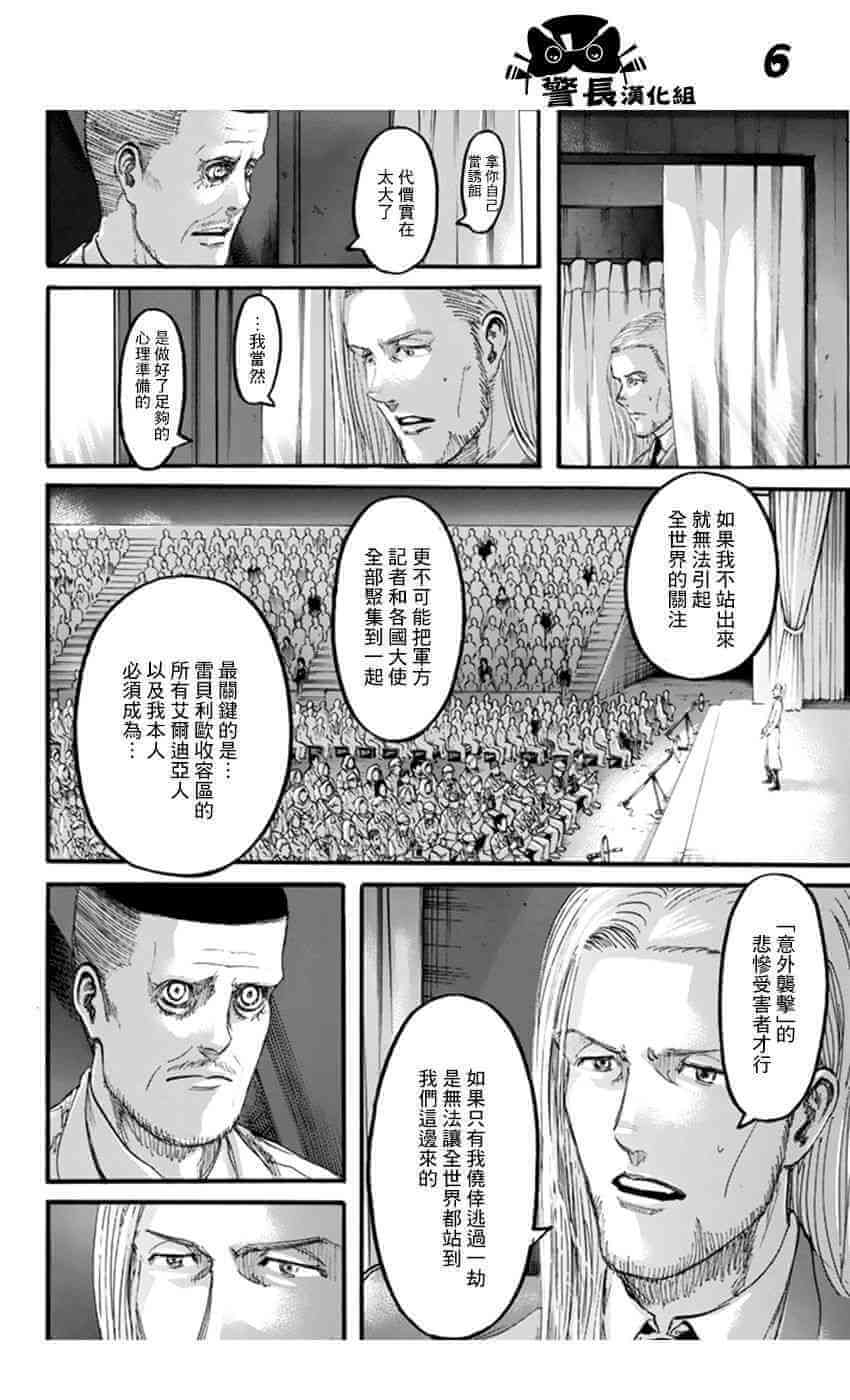 警長漢化組
6
拿你自己
當誘餌
代價實在
太大了
…我當然
是做好了足夠的
心理準備的
如果我不站出來
就無法引起
全世界的關注
更不可能把軍方
記者和各國大使
全部聚集到一起
最關鍵的是…
雷貝利歐收容區的
所有艾爾迪亞人
以及我本人
必須成為…
「意外襲擊」的
悲慘受害者才行
如果只有我僥倖逃過一劫
是無法讓全世界都站到
我們這邊來的